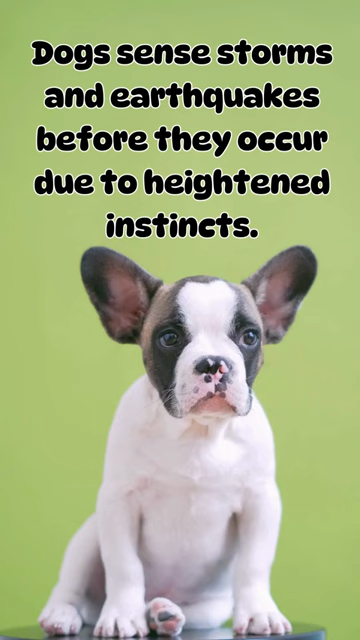 Dogs sense storms
and earthquakes
before they occur
due to heightened
instincts.